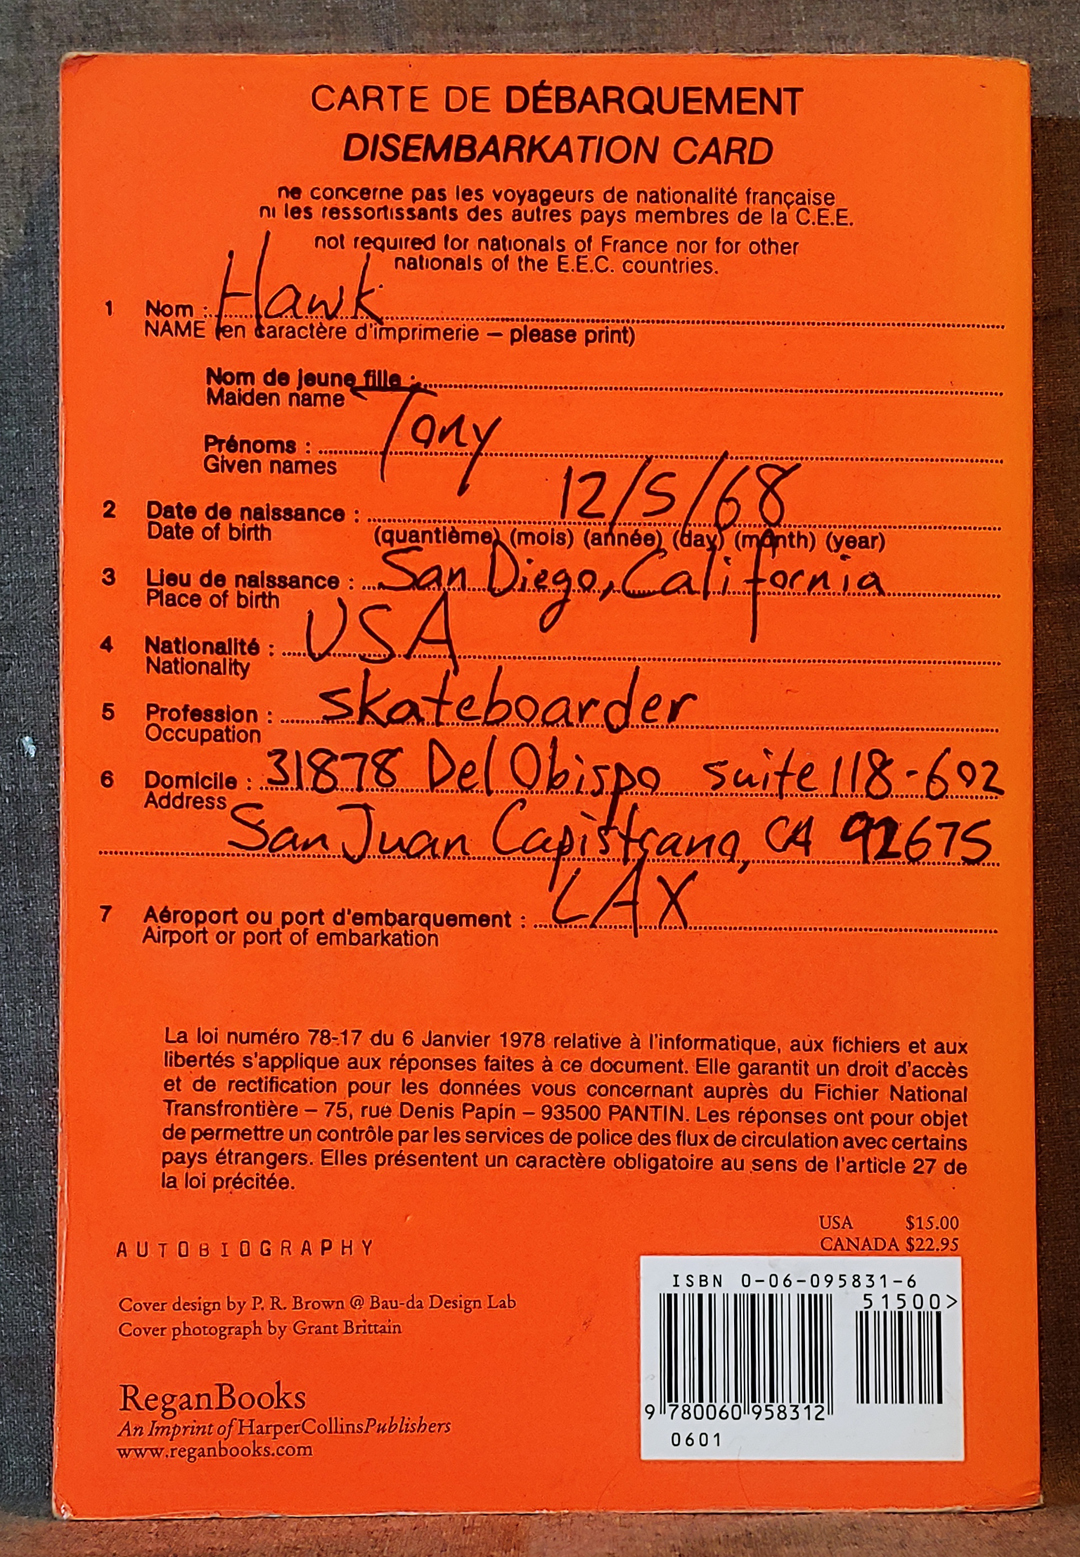 CARTE DE DÉBARQUEMENT
DISEMBARKATION CARD
ne concerne pas les voyageurs de nationalité française
ni les ressortissants des autres pays membres de la C.E.E.
not required for nationals of France nor for other
nationals of the E.E.C. countries.
1 Nom : Hawk
NAME (en caractère d'imprimerie – please print)
Nom de jeune fille :
Maiden name
Prénoms : Tony
Given names
2 Date de naissance : 12/5/68
Date of birth (quantième) (mois) (année) (day) (month) (year)
3 Lieu de naissance : San Diego, California
Place of birth
4 Nationalité : USA
Nationality
5 Profession : skateboarder
Occupation
6 Domicile : 31878 Del Obispo suite 118-602
Address
San Juan Capistrano, CA 92675
7 Aéroport ou port d'embarquement : LAX
Airport or port of embarkation
La loi numéro 78-17 du 6 Janvier 1978 relative à l'informatique, aux fichiers et aux
libertés s'applique aux réponses faites à ce document. Elle garantit un droit d'accès
et de rectification pour les données vous concernant auprès du Fichier National
Transfrontière – 75, rue Denis Papin – 93500 PANTIN. Les réponses ont pour objet
de permettre un contrôle par les services de police des flux de circulation avec certains
pays étrangers. Elles présentent un caractère obligatoire au sens de l'article 27 de
la loi précitée.
USA $15.00
CANADA $22.95
AUTOBIOGRAPHY
ISBN 0-06-095831-6
51500>
Cover design by P. R. Brown @ Bau-da Design Lab
Cover photograph by Grant Brittain
ReganBooks
An Imprint of HarperCollinsPublishers
www.reganbooks.com
9 780060 958312
0601